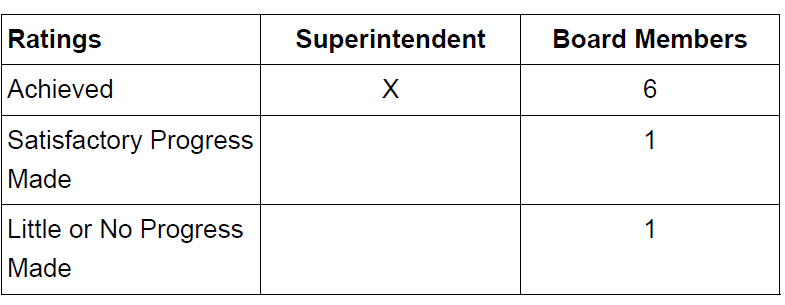 Ratings Superintendent Board Members
Achieved X 6
Satisfactory Progress 1
Made
Little or No Progress 1
Made